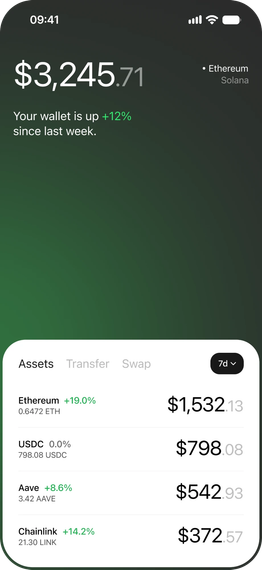 09:41
$3,245.71
• Ethereum
Solana
Your wallet is up +12%
since last week.
Assets Transfer Swap 7d
Ethereum +19.0%
0.6472 ETH
$1,532.13
USDC 0.0%
798.08 USDC
$798.08
Aave +8.6%
3.42 AAVE
$542.93
Chainlink +14.2%
21.30 LINK
$372.57